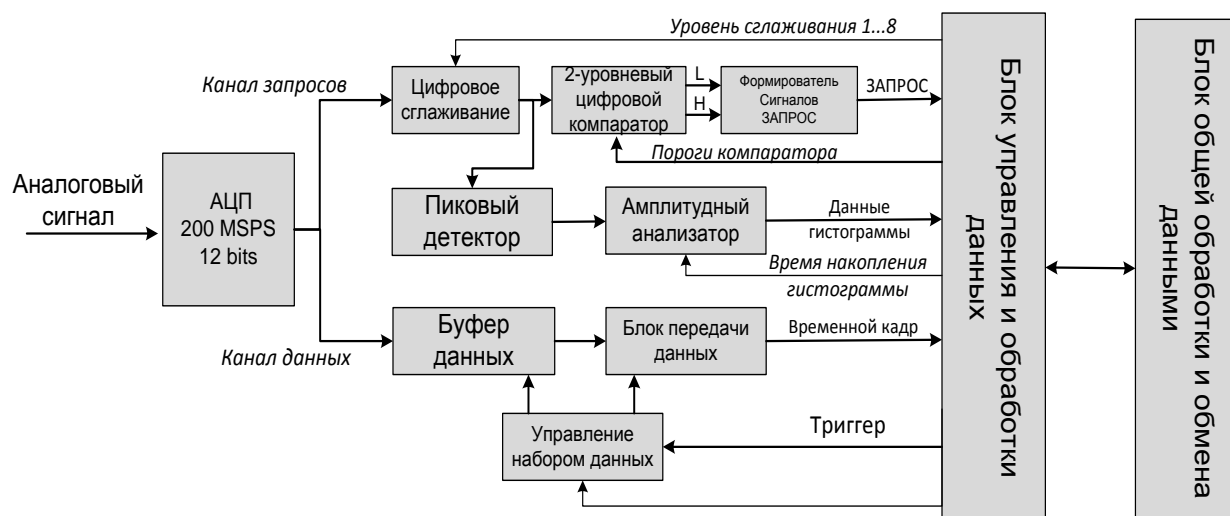 Уровень сглаживания 1...8
Канал запросов
Цифровое
сглаживание
2-уровневый
цифровой
компаратор
L
H
Формирователь
Сигналов
ЗАПРОС
ЗАПРОС
Пороги компаратора
Аналоговый
сигнал
АЦП
200 MSPS
12 bits
Пиковый
детектор
Амплитудный
анализатор
Данные
гистограммы
Время накопления
гистограммы
Канал данных
Буфер
данных
Блок передачи
данных
Временной кадр
Управление
набором данных
Триггер
Блок управления и обработки
данных
Блок общей обработки и обмена
данными